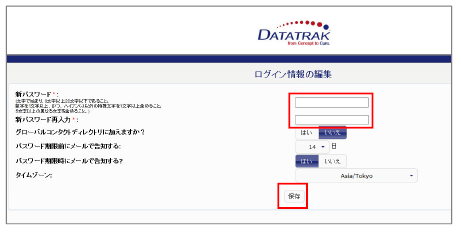 DATATRAK
from Concept to Cure.
ログイン情報の編集
新パスワード*:
新パスワード再入力*:
グローバルコンタクトディレクトリに加えますか?
はい いいえ
パスワード期限前にメールで告知する:
14 日
パスワード期限時にメールで告知する?
はい いいえ
タイムゾーン:
Asia/Tokyo
保存